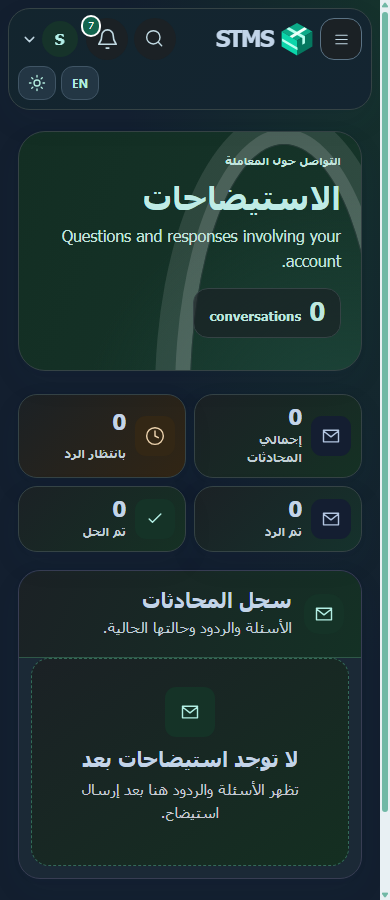 STMS
7
S
EN
التواصل حول المعاملة
الاستيضاحات
Questions and responses involving your
account.
0 conversations
0
إجمالي
المحادثات
0
بانتظار الرد
0
تم الرد
0
تم الحل
سجل المحادثات
الأسئلة والردود وحالتها الحالية.
لا توجد استيضاحات بعد
تظهر الأسئلة والردود هنا بعد إرسال
استيضاح.